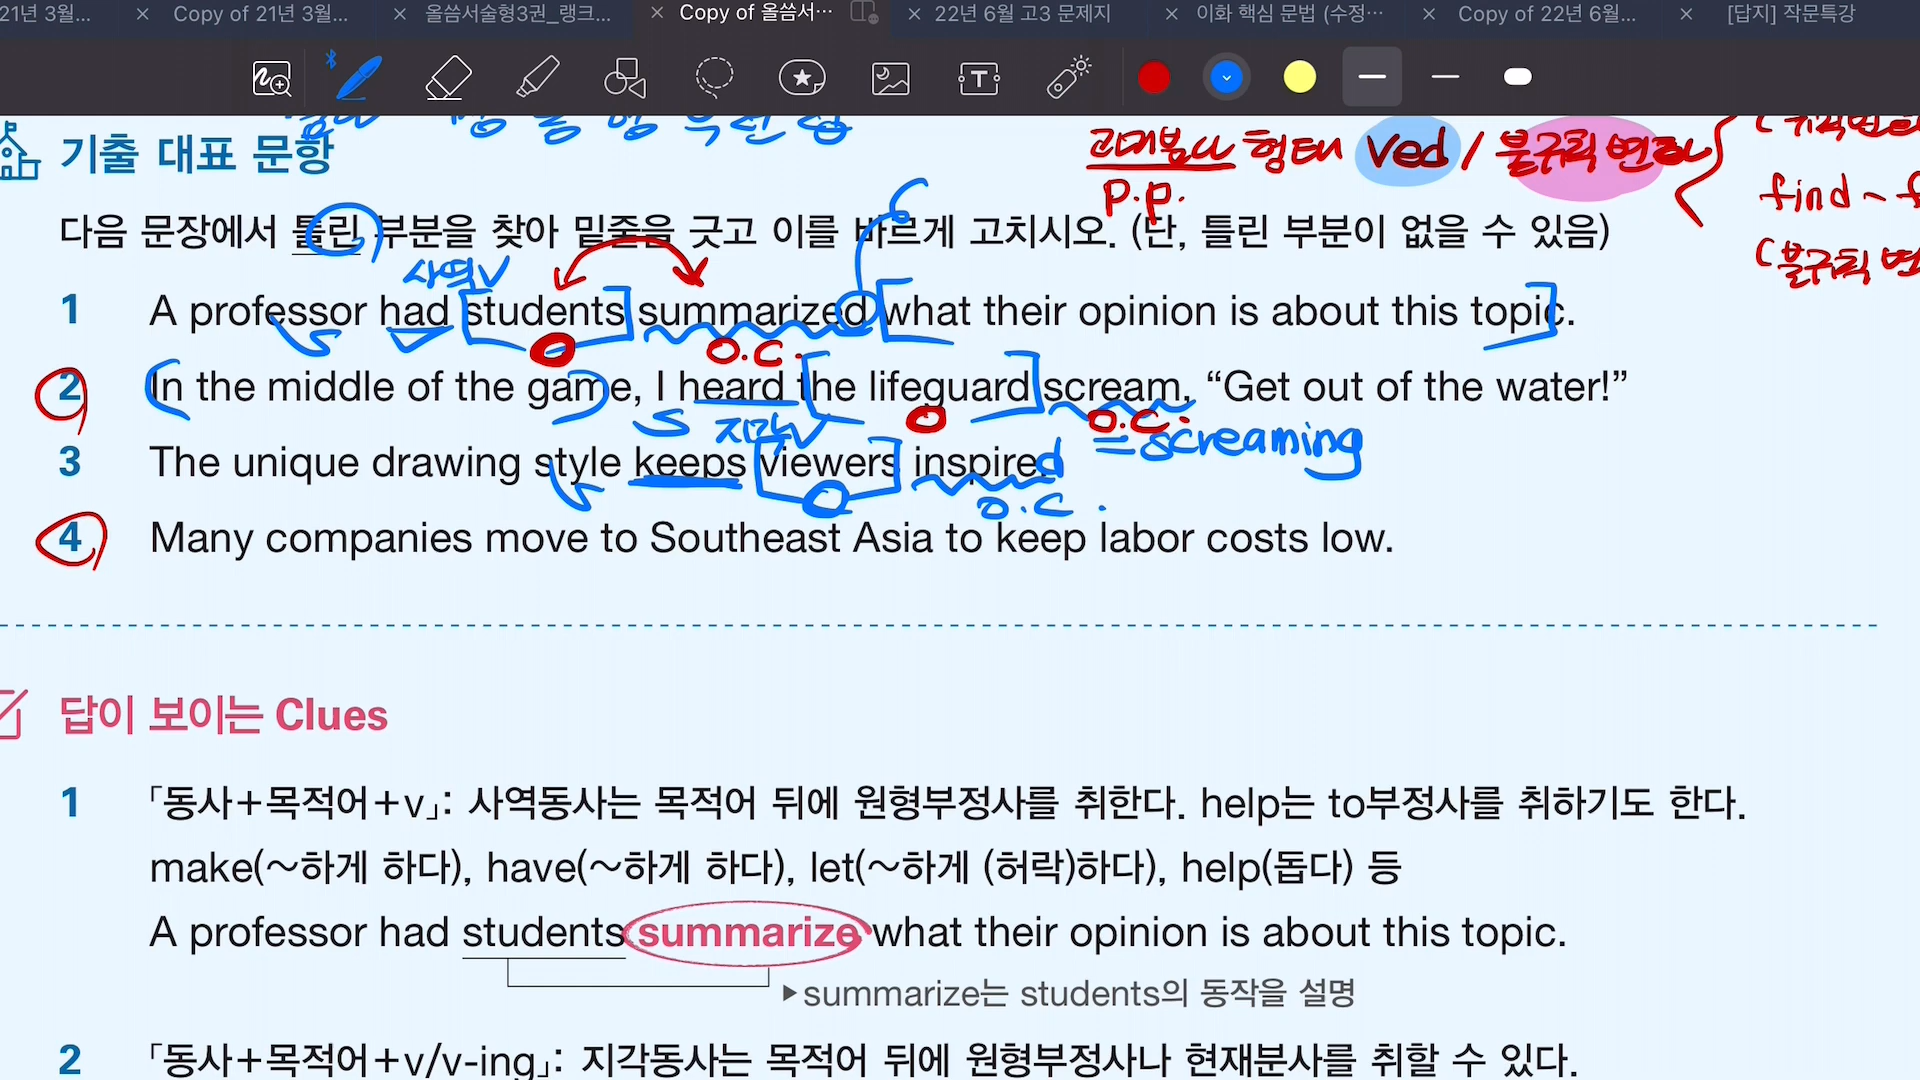 21년 3월... × Copy of 21년 3월... × 올씀서술형3권_랭크... × Copy of 올씀서... × 22년 6월 고3 문제지 × 이화 핵심 문법 (수정... × Copy of 22년 6월... × [답지] 작문특강
기출 대표 문항
과거분사 형태 Ved / 불규칙 변화
p.p.
find ~ f
(불규칙 변
다음 문장에서 틀린 부분을 찾아 밑줄을 긋고 이를 바르게 고치시오. (단, 틀린 부분이 없을 수 있음)
사역V
1 A professor had students summarized what their opinion is about this topic.
S V O O.C.
2 In the middle of the game, I heard the lifeguard scream, “Get out of the water!”
S 지각V O O.C. = screaming
3 The unique drawing style keeps viewers inspired
S O O.C.
4 Many companies move to Southeast Asia to keep labor costs low.
답이 보이는 Clues
1 「동사+목적어+v」: 사역동사는 목적어 뒤에 원형부정사를 취한다. help는 to부정사를 취하기도 한다.
make(~하게 하다), have(~하게 하다), let(~하게 (허락)하다), help(돕다) 등
A professor had students summarize what their opinion is about this topic.
▶summarize는 students의 동작을 설명
2 「동사+목적어+v/v-ing」: 지각동사는 목적어 뒤에 원형부정사나 현재분사를 취할 수 있다.